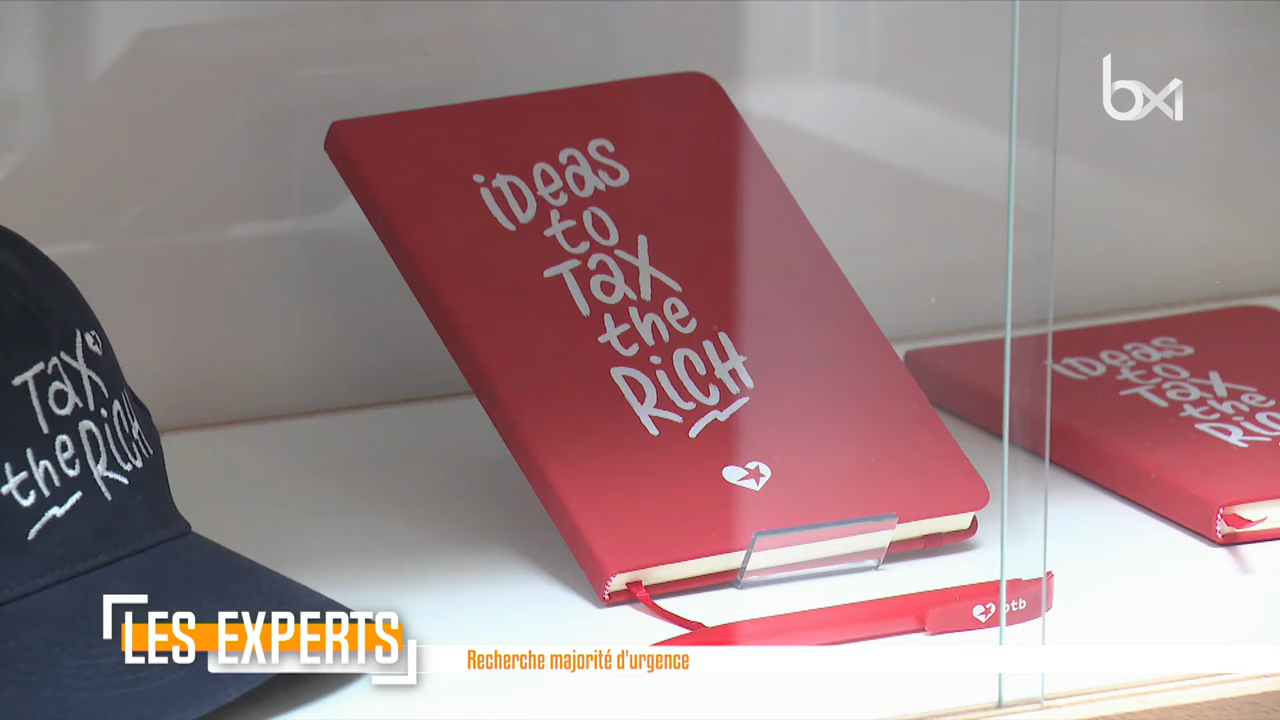 bx1
iDeas
to
Tax
the
RiCH
Tax
the RiCH
iDeas
to
Tax
the
ptb
LES EXPERTS
Recherche majorité d'urgence